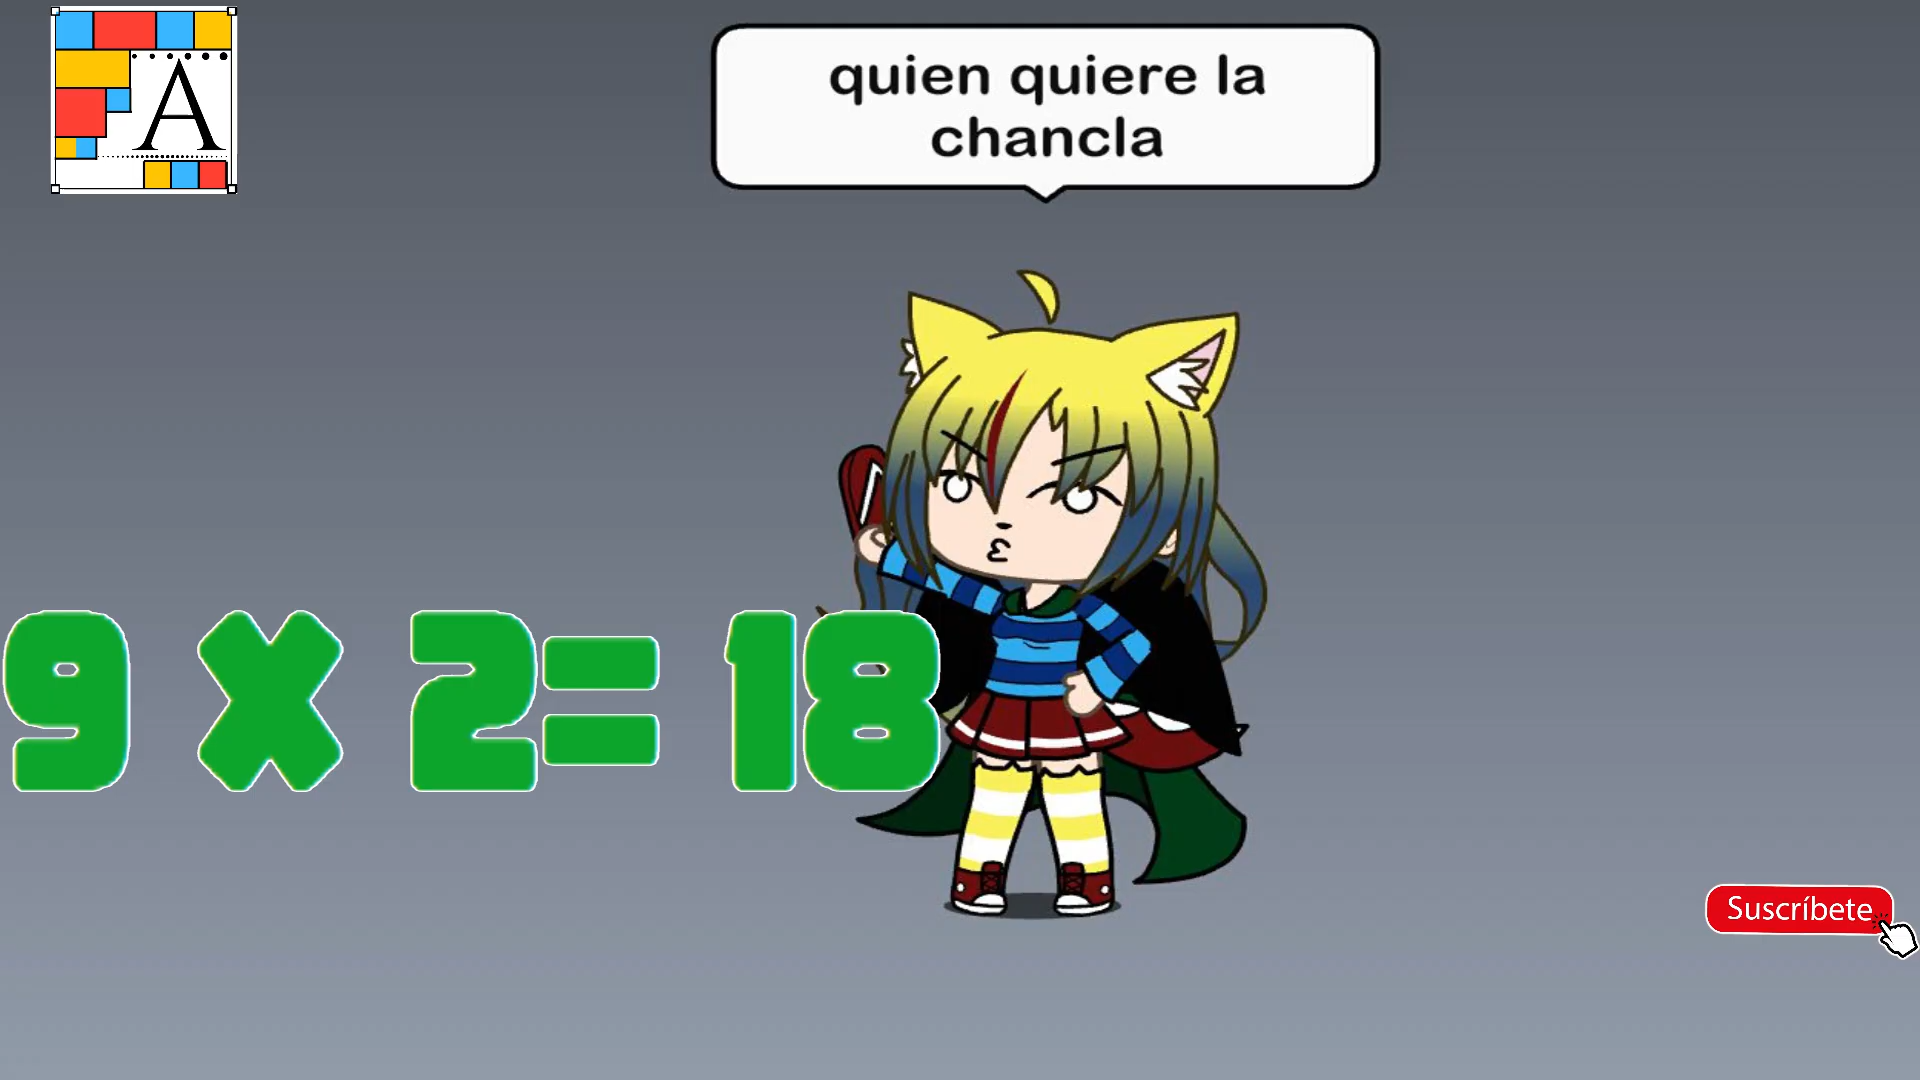 A
quien quiere la
chancla
9 x 2= 18
Suscríbete